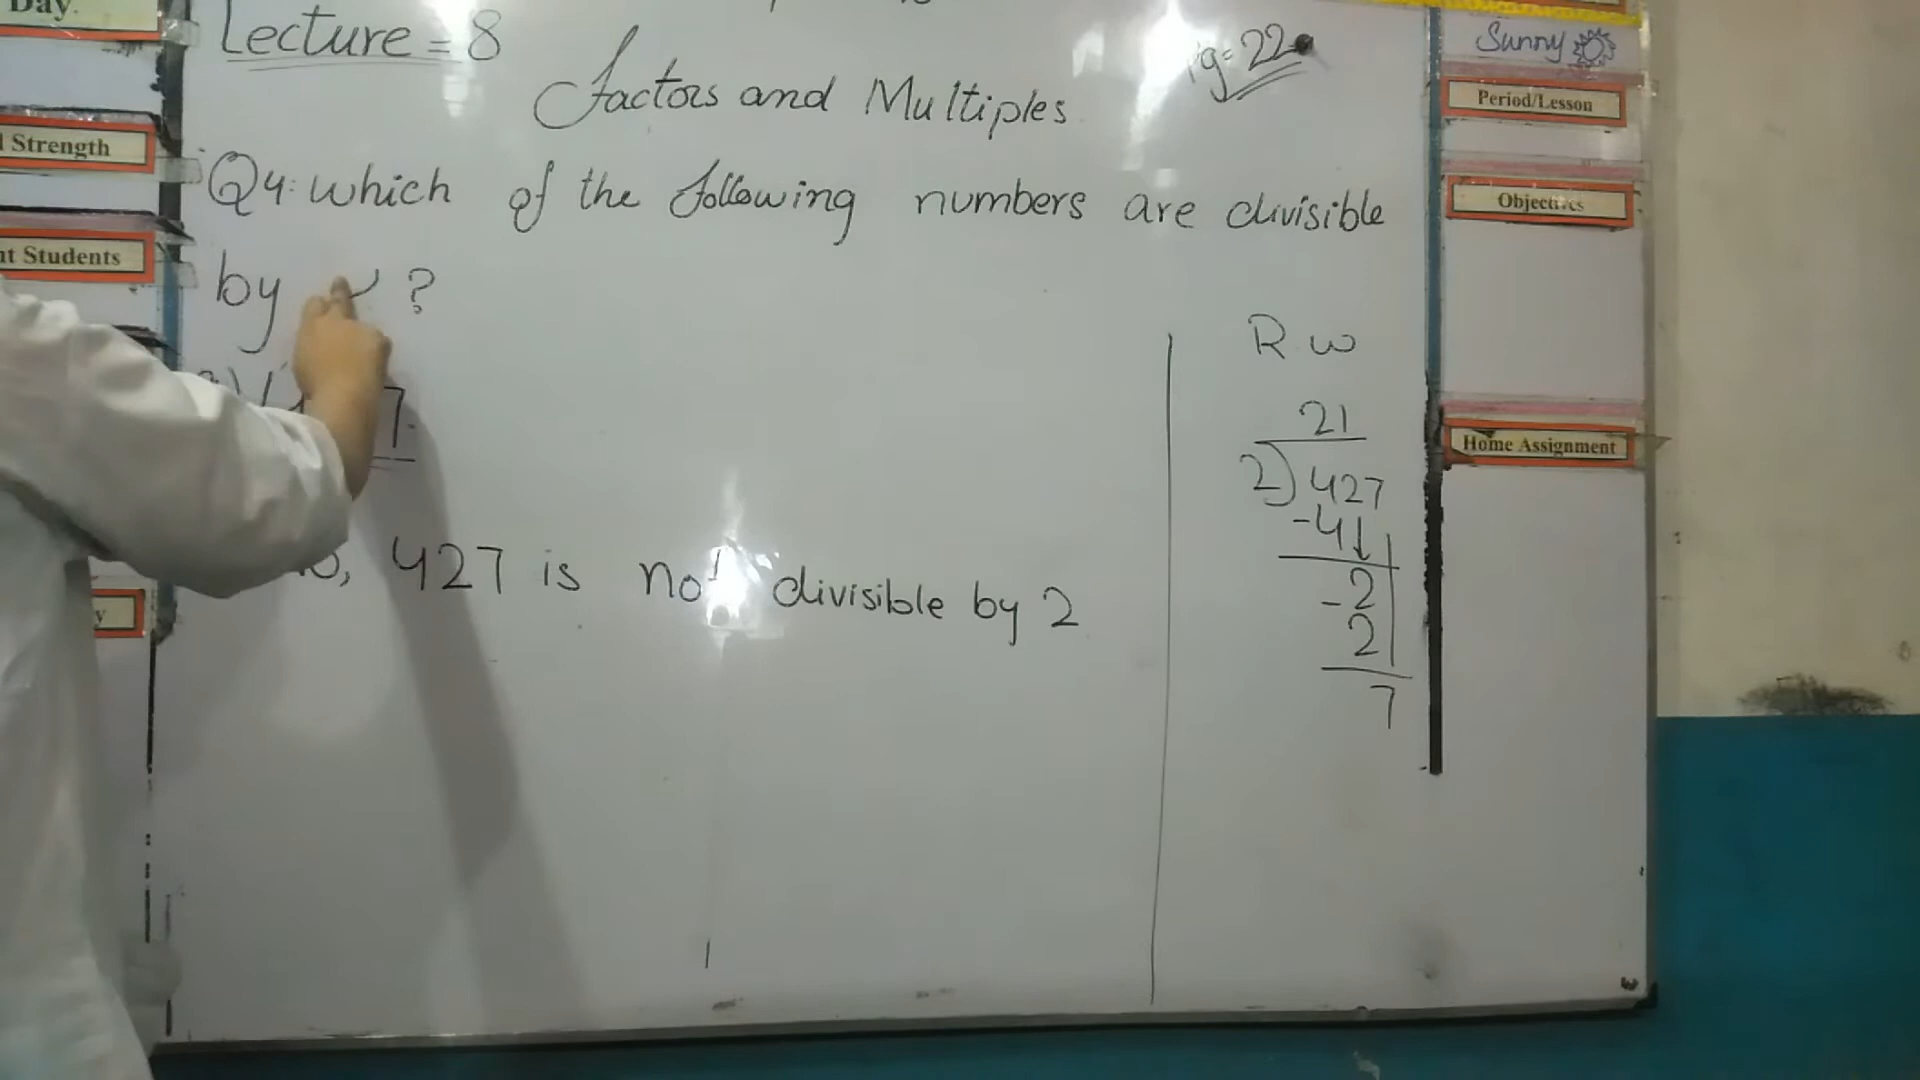 Day.
Lecture = 8
Pg=22
Factors and Multiples
Sunny
Period/Lesson
Strength
Q4: which of the following numbers are divisible
Objectives
Students
by ?
R w
21
Home Assignment
2)427
-4
427 is not divisible by 2
-2
2
7